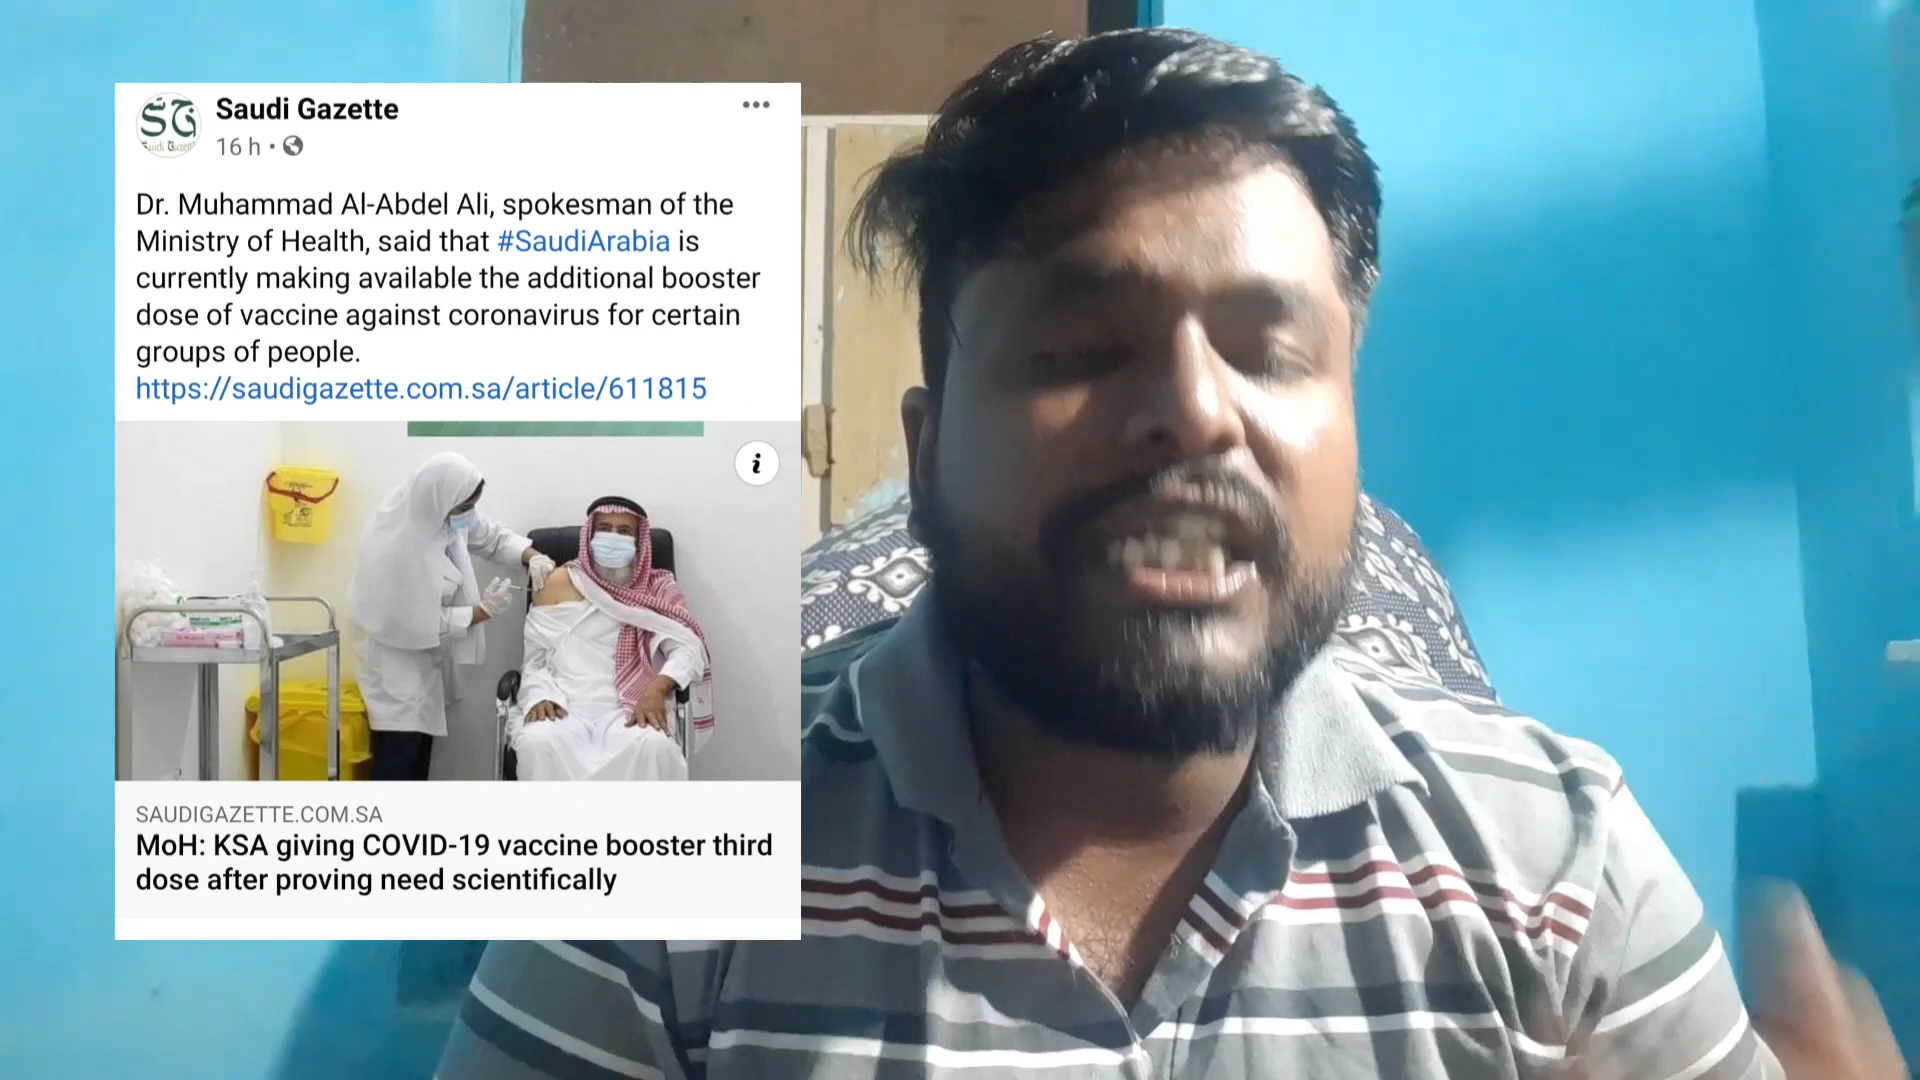 Saudi Gazette
16 h
Dr. Muhammad Al-Abdel Ali, spokesman of the
Ministry of Health, said that #SaudiArabia is
currently making available the additional booster
dose of vaccine against coronavirus for certain
groups of people.
https://saudigazette.com.sa/article/611815
SAUDIGAZETTE.COM.SA
MoH: KSA giving COVID-19 vaccine booster third
dose after proving need scientifically